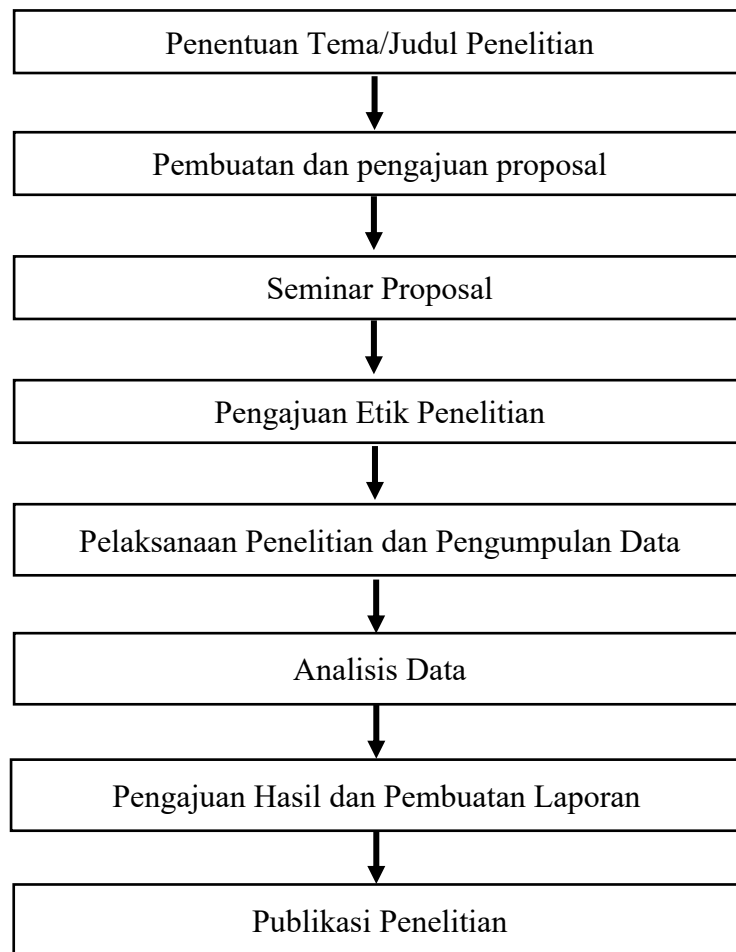 Penentuan Tema/Judul Penelitian
Pembuatan dan pengajuan proposal
Seminar Proposal
Pengajuan Etik Penelitian
Pelaksanaan Penelitian dan Pengumpulan Data
Analisis Data
Pengajuan Hasil dan Pembuatan Laporan
Publikasi Penelitian